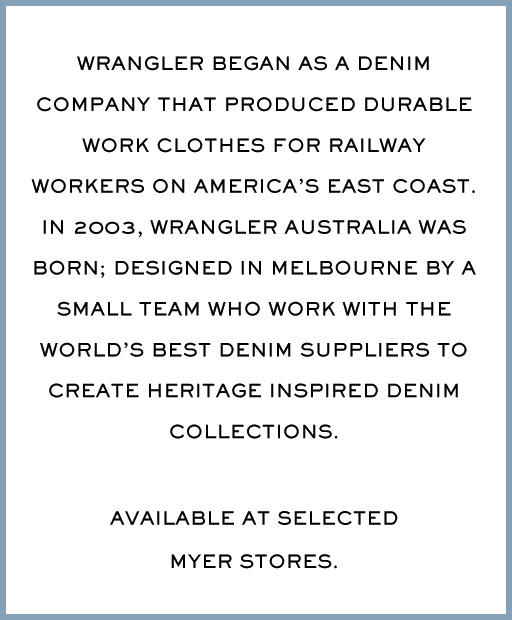 WRANGLER BEGAN AS A DENIM
COMPANY THAT PRODUCED DURABLE
WORK CLOTHES FOR RAILWAY
WORKERS ON AMERICA’S EAST COAST.
IN 2003, WRANGLER AUSTRALIA WAS
BORN; DESIGNED IN MELBOURNE BY A
SMALL TEAM WHO WORK WITH THE
WORLD’S BEST DENIM SUPPLIERS TO
CREATE HERITAGE INSPIRED DENIM
COLLECTIONS.
AVAILABLE AT SELECTED
MYER STORES.